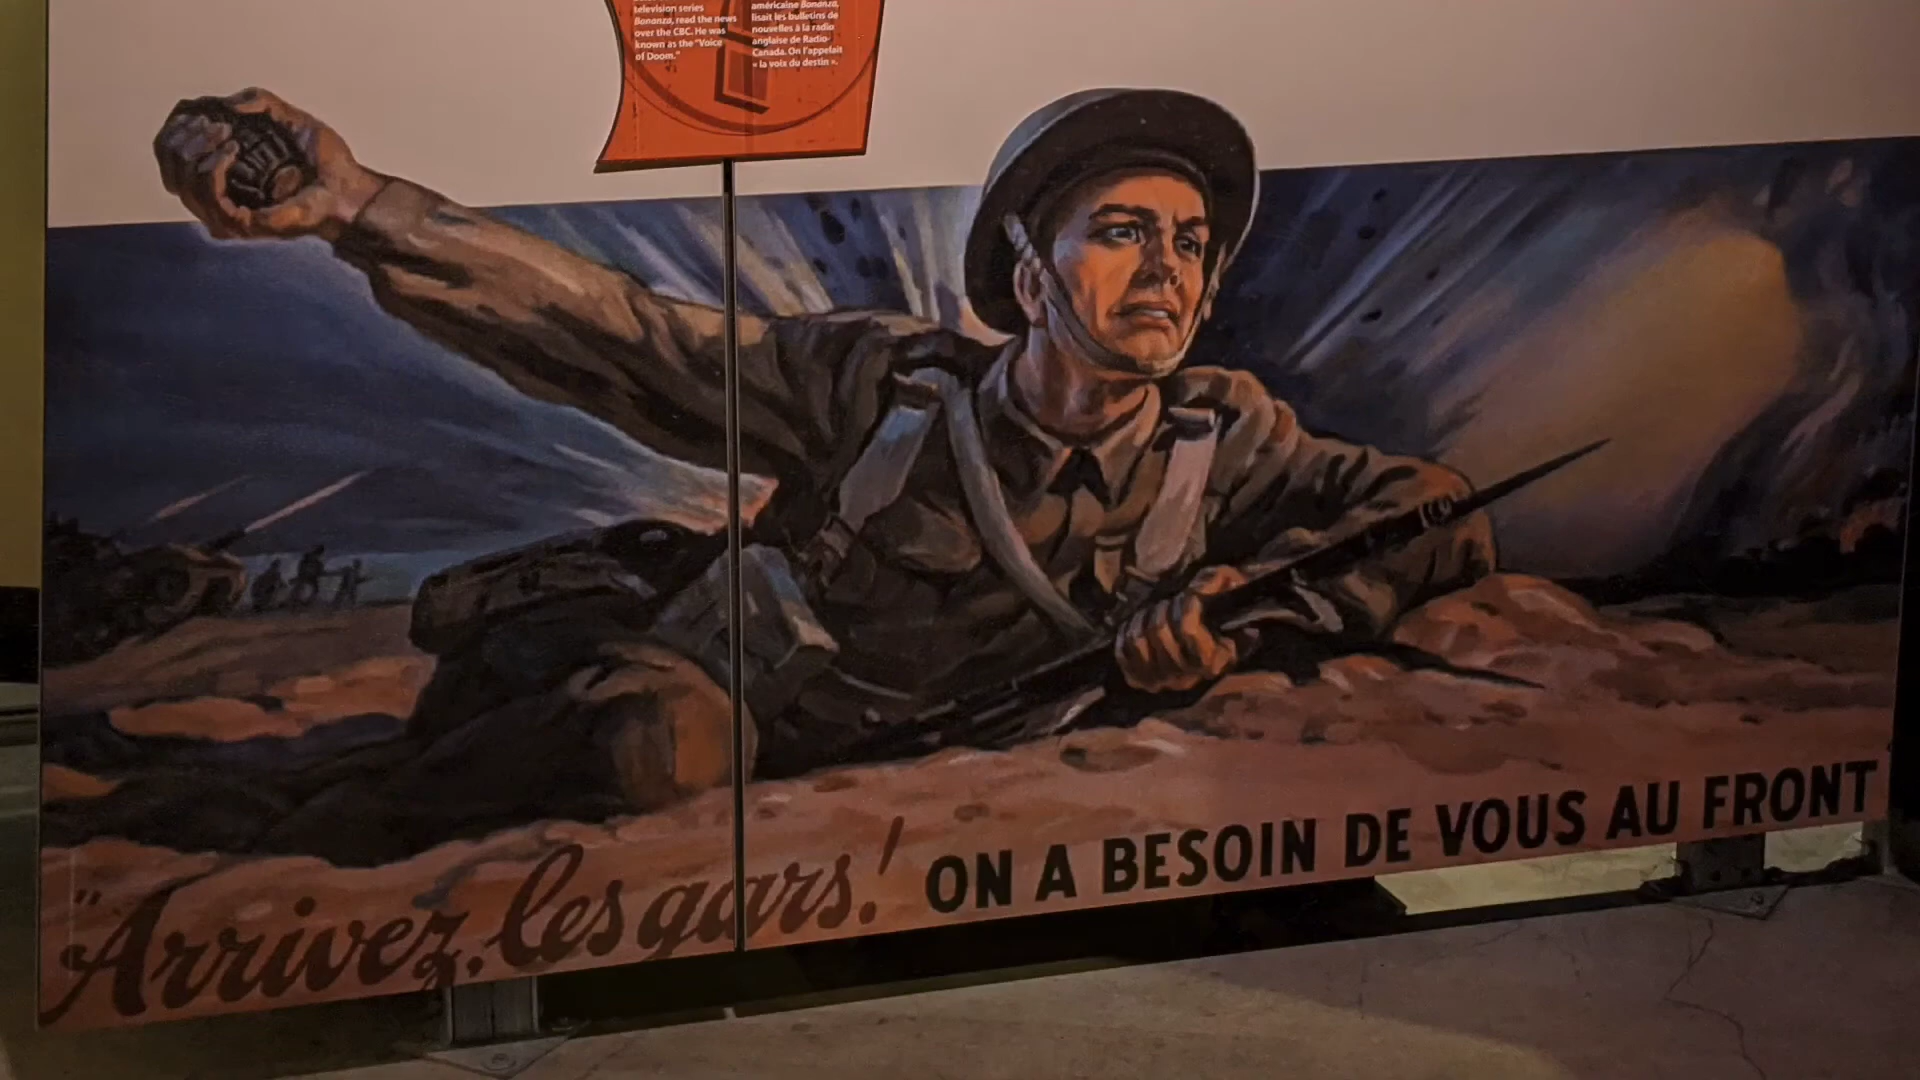 television series
Bonanza, read the news
over the CBC. He was
known as the "Voice
of Doom."
américaine Bonanza,
lisait les bulletins de
nouvelles à la radio
anglaise de Radio-
Canada. On l'appelait
« la voix du destin ».
"Arrivez, les gars! ON A BESOIN DE VOUS AU FRONT